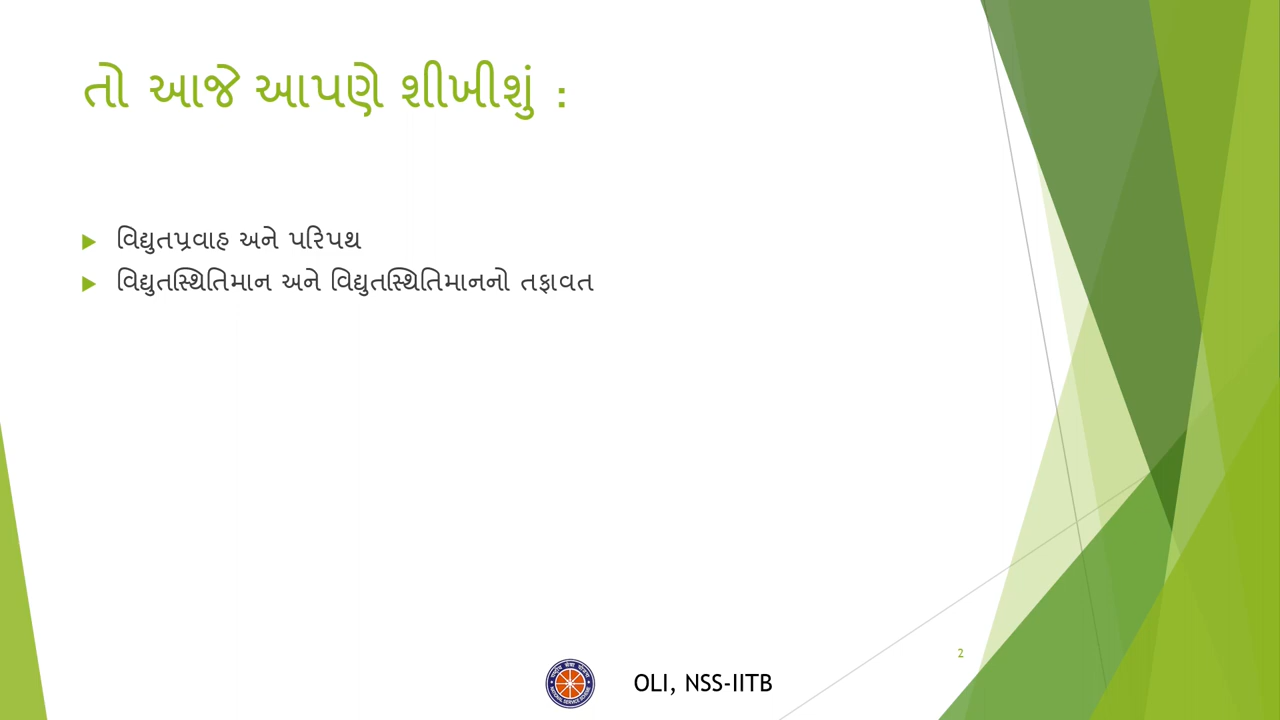 તો આજે આપણે શીખીશું :
વિદ્યુતપ્રવાહ અને પરિપથ
વિદ્યુતસ્થિતિમાન અને વિદ્યુતસ્થિતિમાનનો તફાવત
2
OLI, NSS-IITB